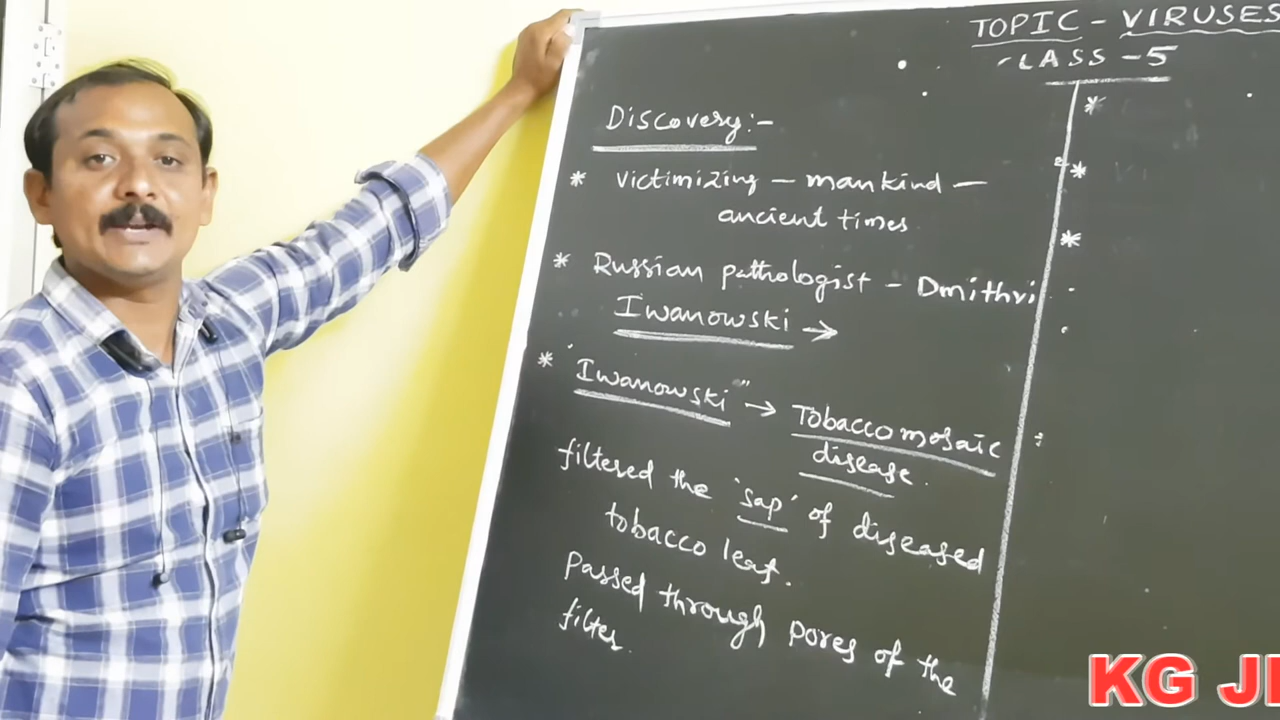 TOPIC - VIRUSES
CLASS - 5
Discovery:-
* Victimizing - mankind -
ancient times
* Russian pathologist - Dmithri
Iwanowski →
* "Iwanowski" → Tobacco mosaic
disease.
filtered the 'sap' of diseased
tobacco leaf.
Passed through pores of the
filter.
*
*
*
KG